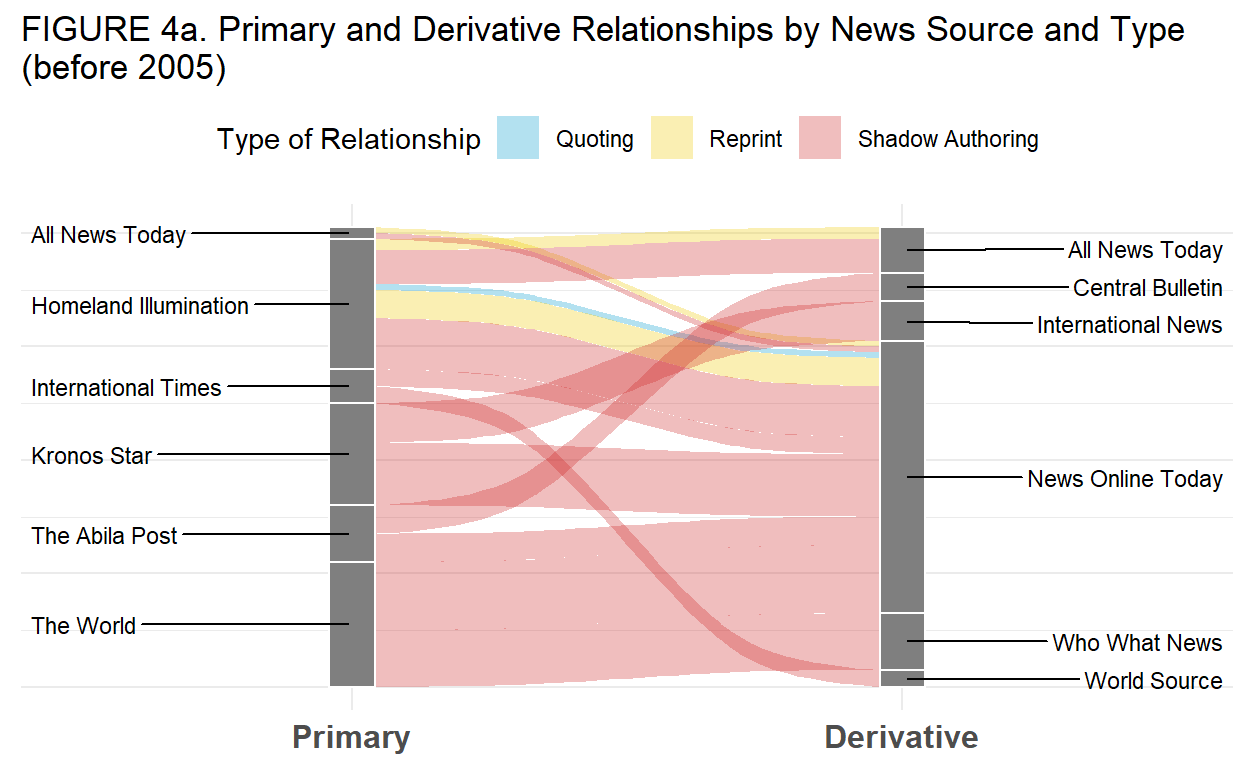 FIGURE 4a. Primary and Derivative Relationships by News Source and Type
(before 2005)
Type of Relationship Quoting Reprint Shadow Authoring
All News Today
Homeland Illumination
International Times
Kronos Star
The Abila Post
The World
All News Today
Central Bulletin
International News
News Online Today
Who What News
World Source
Primary
Derivative